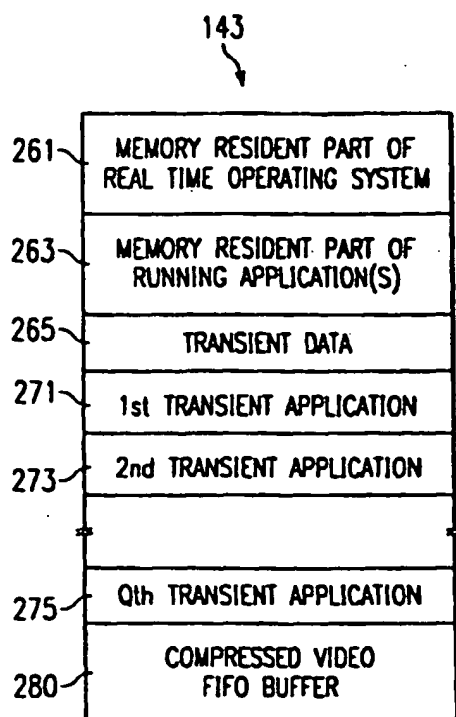 143
261
MEMORY RESIDENT PART OF
REAL TIME OPERATING SYSTEM
263
MEMORY RESIDENT PART OF
RUNNING APPLICATION(S)
265
TRANSIENT DATA
271
1st TRANSIENT APPLICATION
273
2nd TRANSIENT APPLICATION
275
Qth TRANSIENT APPLICATION
280
COMPRESSED VIDEO
FIFO BUFFER